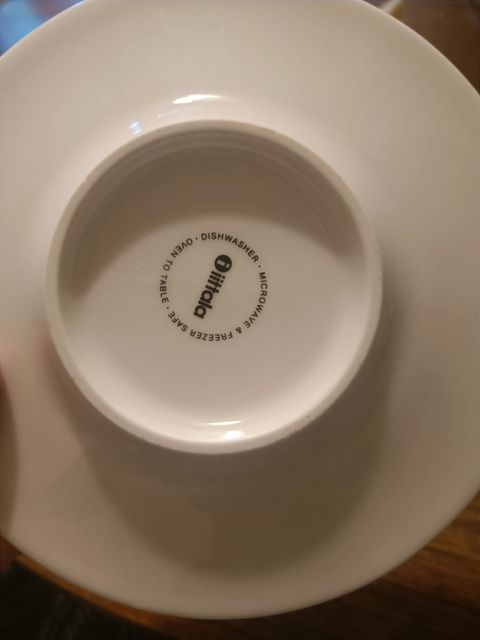 OVEN TO TABLE · DISHWASHER · MICROWAVE & FREEZER SAFE ·
iittala